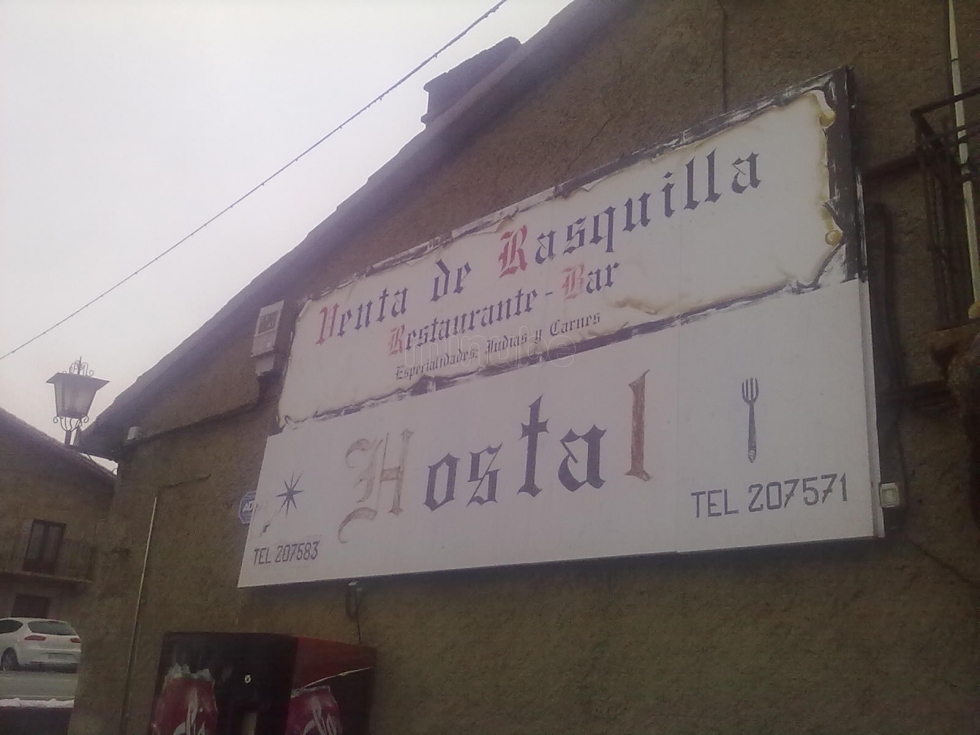 Venta de Rasquilla
Restaurante - Bar
Especialidades: Judias y Carnes
Hostal
TEL 207583
TEL 207571